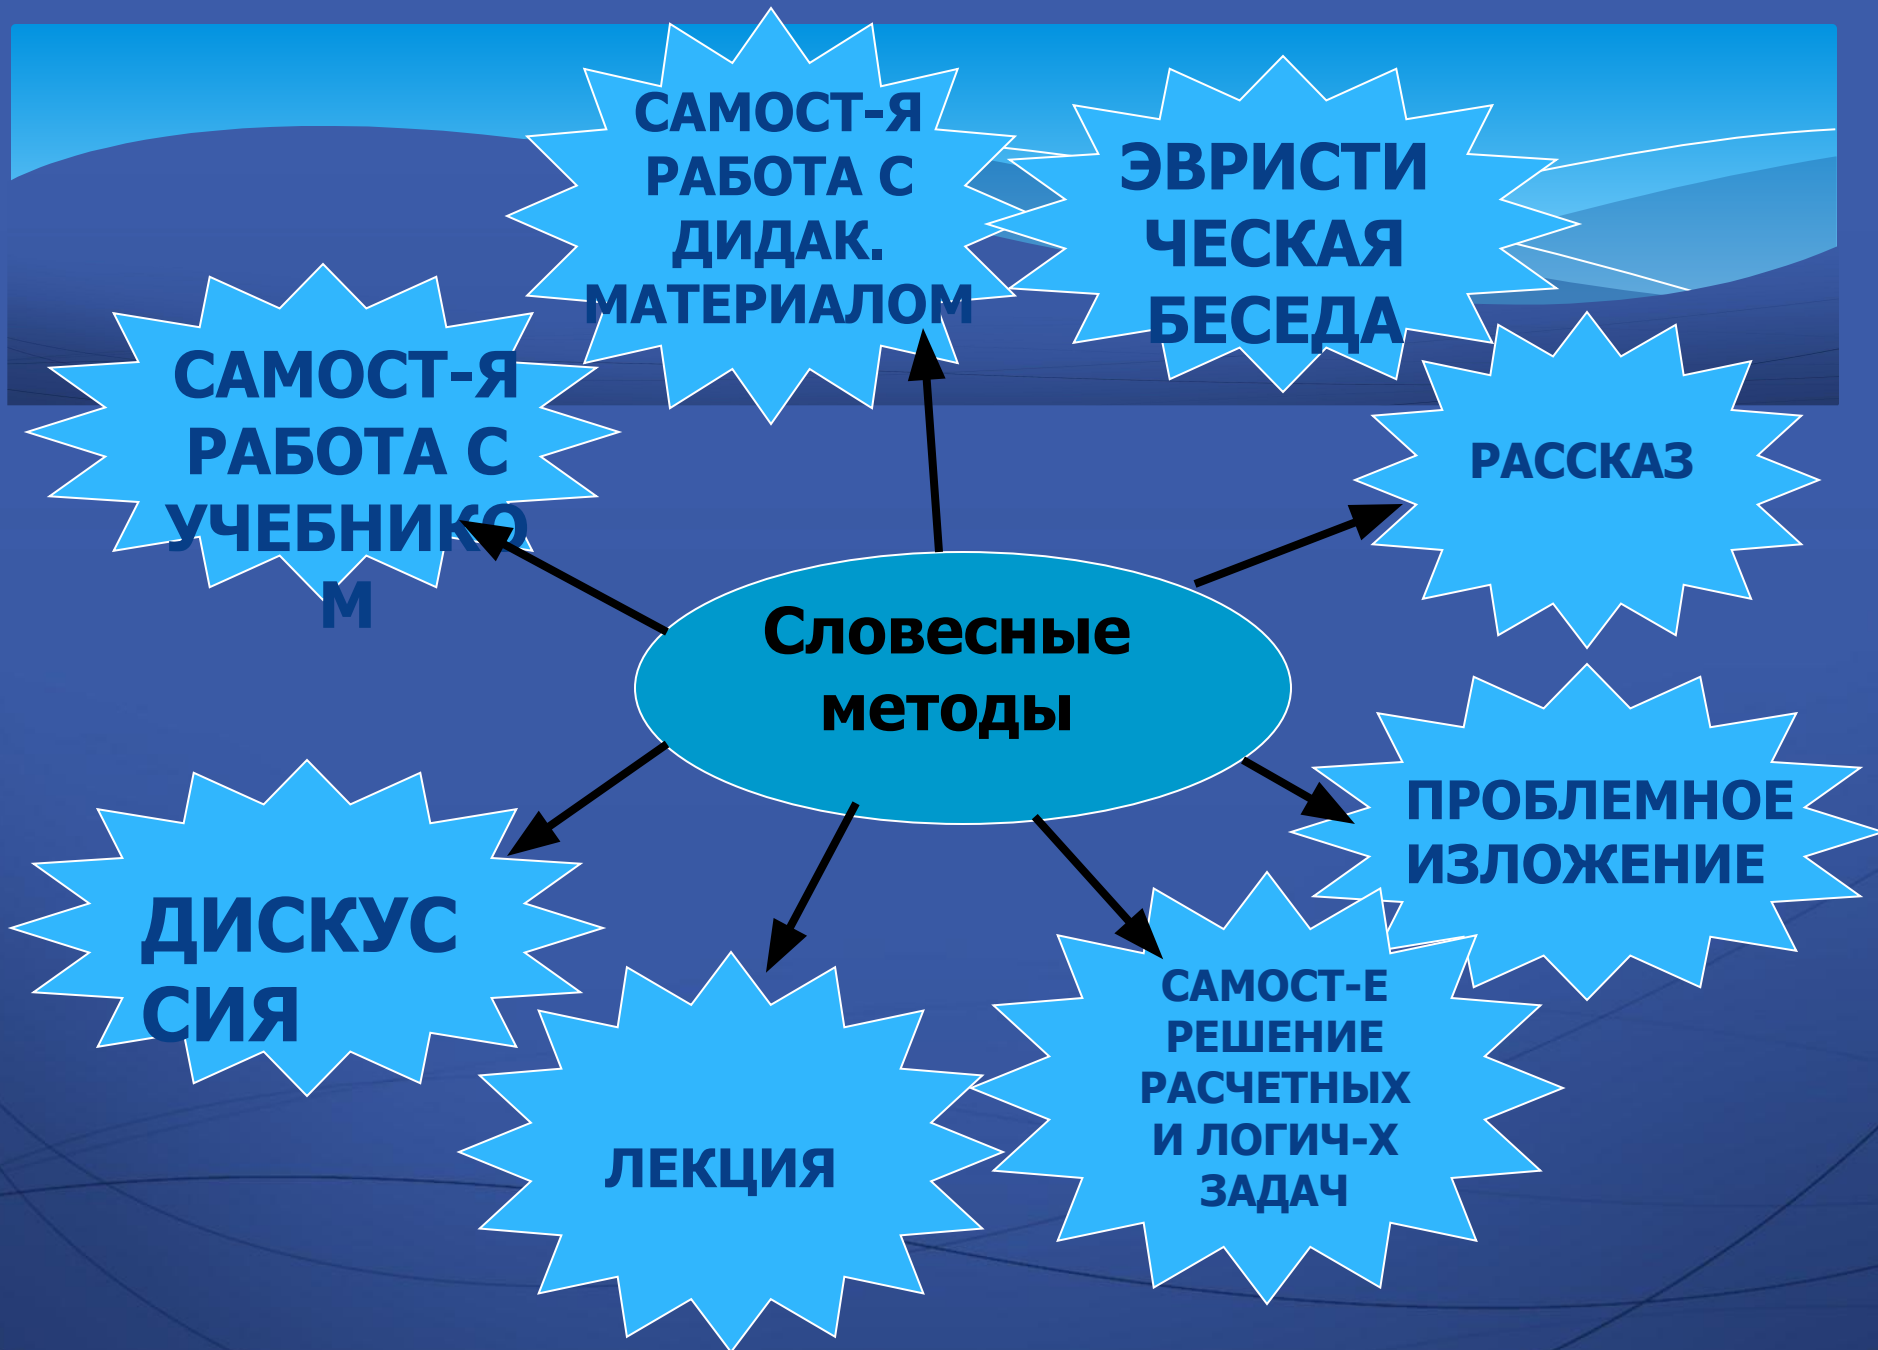 САМОСТ-Я
РАБОТА С
ДИДАК.
МАТЕРИАЛОМ
ЭВРИСТИ
ЧЕСКАЯ
БЕСЕДА
САМОСТ-Я
РАБОТА С
УЧЕБНИКО
М
РАССКАЗ
Словесные
методы
ПРОБЛЕМНОЕ
ИЗЛОЖЕНИЕ
ДИСКУС
СИЯ
ЛЕКЦИЯ
САМОСТ-Е
РЕШЕНИЕ
РАСЧЕТНЫХ
И ЛОГИЧ-Х
ЗАДАЧ